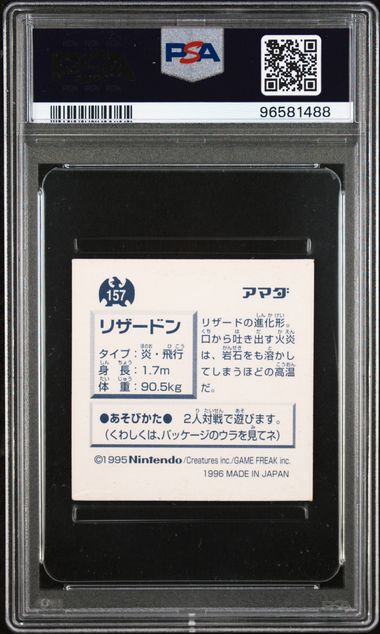 PSA
96581488
157
アマダ
リザードン
タイプ：炎・飛行
身長：1.7m
体重：90.5kg
リザードの進化形。
口から吐き出す火炎
は、岩石をも溶かし
てしまうほどの高温
だ。
●あそびかた● 2人対戦で遊びます。
(くわしくは、パッケージのウラを見てネ)
©1995 Nintendo/Creatures inc./GAME FREAK inc.
1996 MADE IN JAPAN